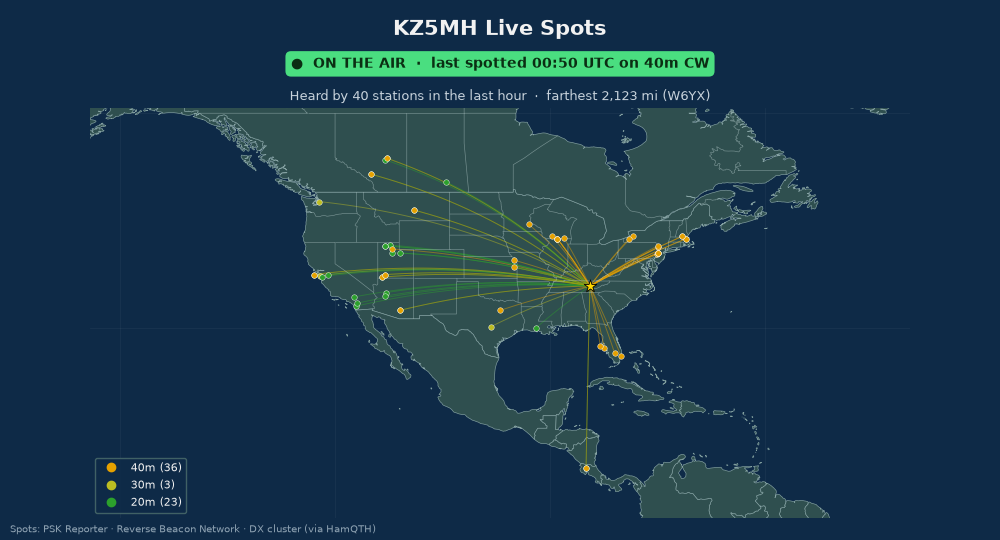 KZ5MH Live Spots
● ON THE AIR · last spotted 00:50 UTC on 40m CW
Heard by 40 stations in the last hour · farthest 2,123 mi (W6YX)
40m (36)
30m (3)
20m (23)
Spots: PSK Reporter · Reverse Beacon Network · DX cluster (via HamQTH)